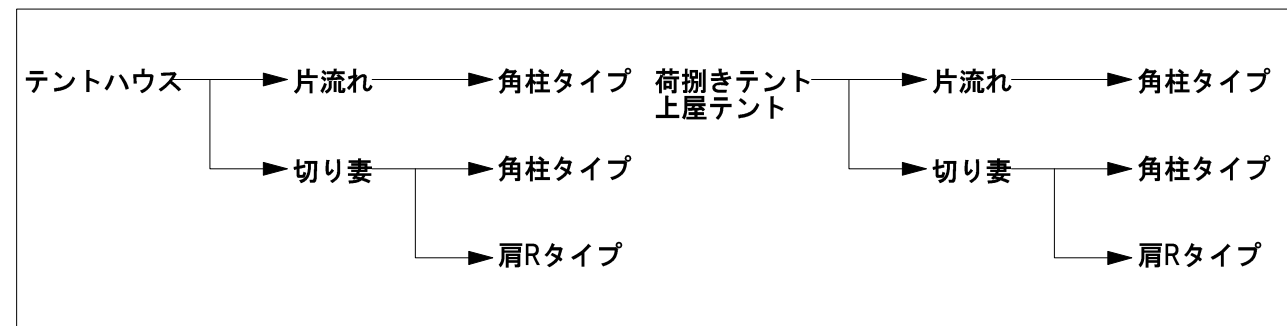 テントハウス
片流れ
角柱タイプ
切り妻
角柱タイプ
肩Rタイプ
荷捌きテント
上屋テント
片流れ
角柱タイプ
切り妻
角柱タイプ
肩Rタイプ